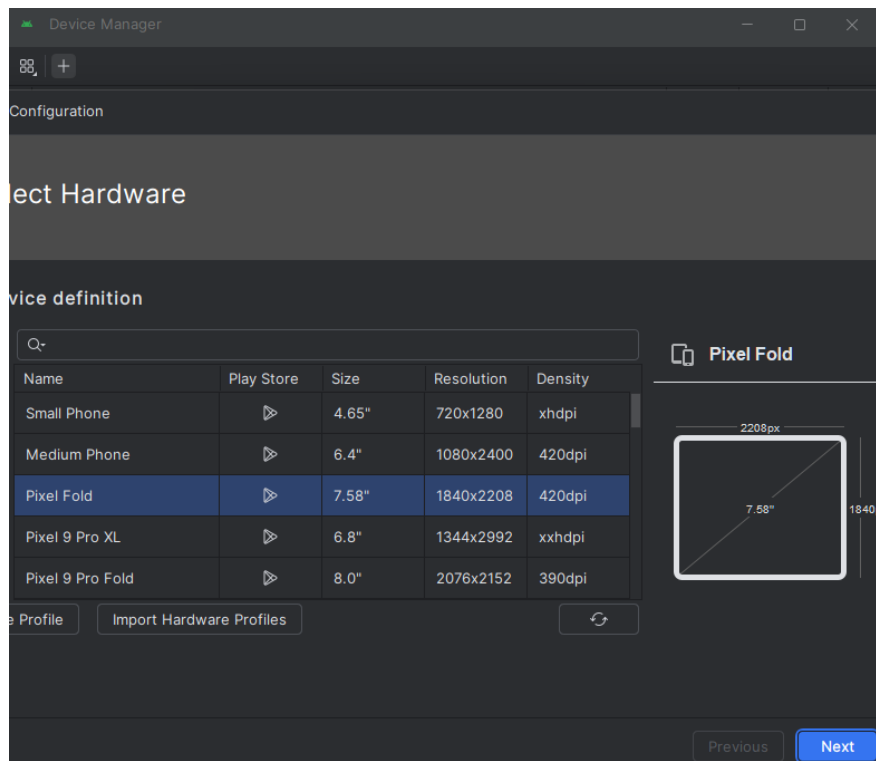 Device Manager
Configuration
lect Hardware
vice definition
Pixel Fold
Name Play Store Size Resolution Density
Small Phone 4.65" 720x1280 xhdpi
2208px
Medium Phone 6.4" 1080x2400 420dpi
Pixel Fold 7.58" 1840x2208 420dpi
7.58" 1840
Pixel 9 Pro XL 6.8" 1344x2992 xxhdpi
Pixel 9 Pro Fold 8.0" 2076x2152 390dpi
e Profile Import Hardware Profiles
Previous Next